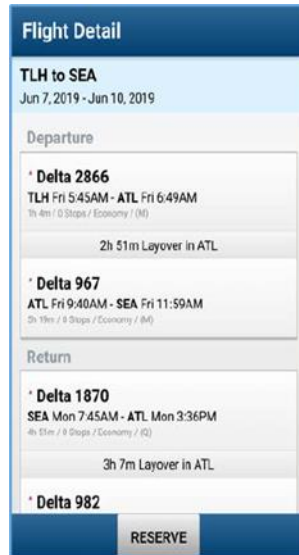 Flight Detail
TLH to SEA
Jun 7, 2019 - Jun 10, 2019
Departure
* Delta 2866
TLH Fri 5:45AM - ATL Fri 6:49AM
1h 4m / 0 Stops / Economy / (M)
2h 51m Layover in ATL
* Delta 967
ATL Fri 9:40AM - SEA Fri 11:59AM
5h 19m / 0 Stops / Economy / (M)
Return
* Delta 1870
SEA Mon 7:45AM - ATL Mon 3:36PM
4h 51m / 0 Stops / Economy / (Q)
3h 7m Layover in ATL
* Delta 982
RESERVE